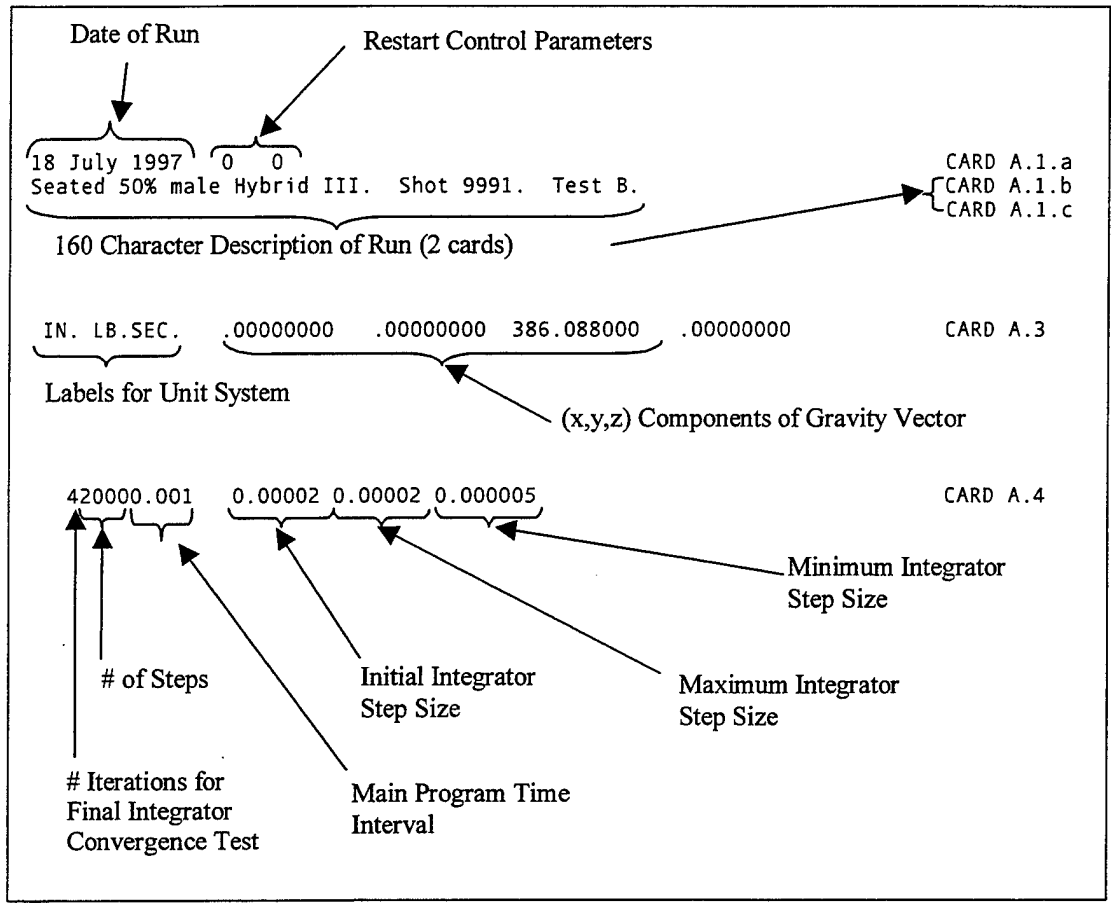 Date of Run
Restart Control Parameters
18 July 1997 0 0 CARD A.1.a
Seated 50% male Hybrid III. Shot 9991. Test B. CARD A.1.b
CARD A.1.c
160 Character Description of Run (2 cards)
IN. LB.SEC. .00000000 .00000000 386.088000 .00000000 CARD A.3
Labels for Unit System
(x,y,z) Components of Gravity Vector
420000.001 0.00002 0.00002 0.000005 CARD A.4
Minimum Integrator
Step Size
# of Steps
Initial Integrator
Step Size
Maximum Integrator
Step Size
# Iterations for
Final Integrator
Convergence Test
Main Program Time
Interval